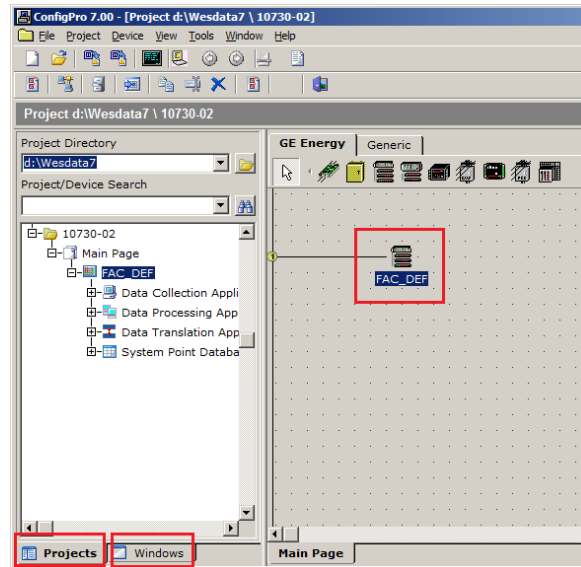 ConfigPro 7.00 - [Project d:\Wesdata7 \ 10730-02]
File Project Device View Tools Window Help
Project d:\Wesdata7 \ 10730-02
Project Directory
d:\Wesdata7
Project/Device Search
10730-02
Main Page
FAC_DEF
Data Collection Appli
Data Processing App
Data Translation App
System Point Databa
Projects
Windows
GE Energy
Generic
1
FAC_DEF
Main Page